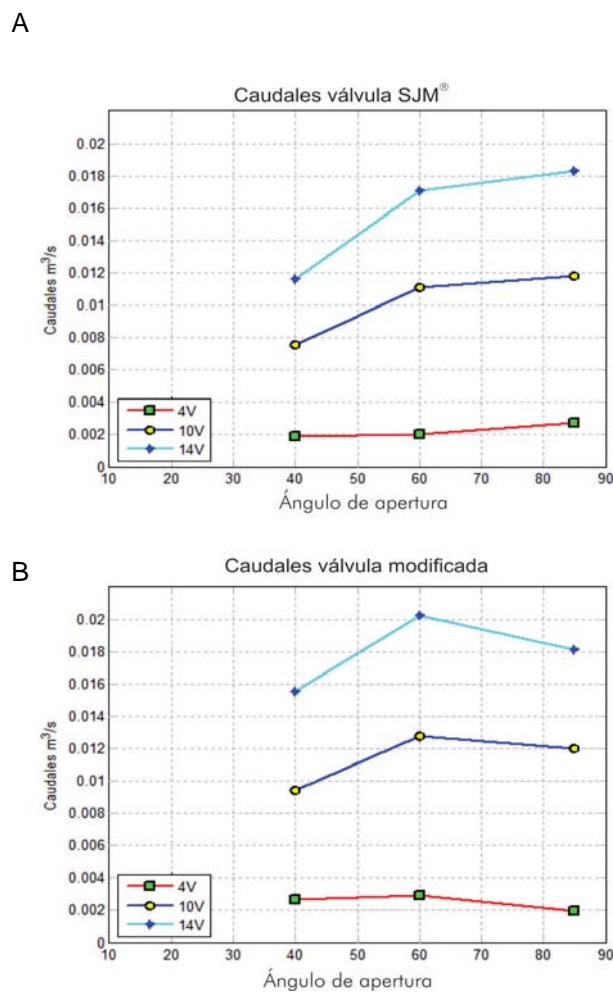 A
Caudales válvula SJM®
0.02
0.018
0.016
0.014
0.012
0.01
0.008
0.006
0.004
0.002
0
Caudales m³/s
4V
10V
14V
10 20 30 40 50 60 70 80 90
Ángulo de apertura
B
Caudales válvula modificada
0.02
0.018
0.016
0.014
0.012
0.01
0.008
0.006
0.004
0.002
0
Caudales m³/s
4V
10V
14V
10 20 30 40 50 60 70 80 90
Ángulo de apertura